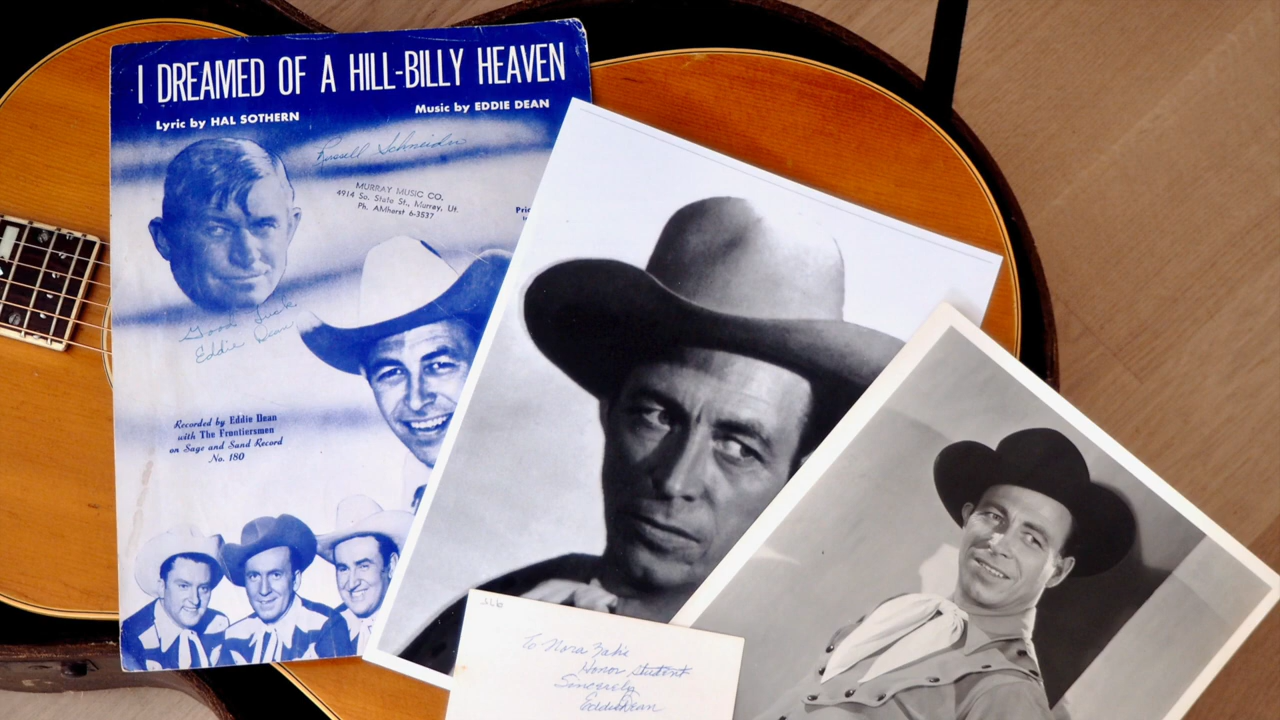 I DREAMED OF A HILL-BILLY HEAVEN
Lyric by HAL SOTHERN
Music by EDDIE DEAN
Russell Schneider
MURRAY MUSIC CO.
4914 So. State St., Murray, Ut.
Ph. AMherst 6-3537
Good Luck
Eddie Dean
Recorded by Eddie Dean
with The Frontiersmen
on Sage and Sand Record
No. 180
To Nora
Honor Student
Sincerely
Eddie Dean